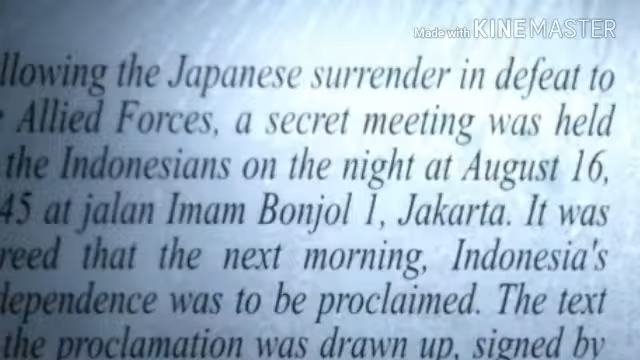 Made with KINEMASTER
llowing the Japanese surrender in defeat to
Allied Forces, a secret meeting was held
the Indonesians on the night at August 16,
45 at jalan Imam Bonjol 1, Jakarta. It was
reed that the next morning, Indonesia's
dependence was to be proclaimed. The text
the proclamation was drawn up, signed by